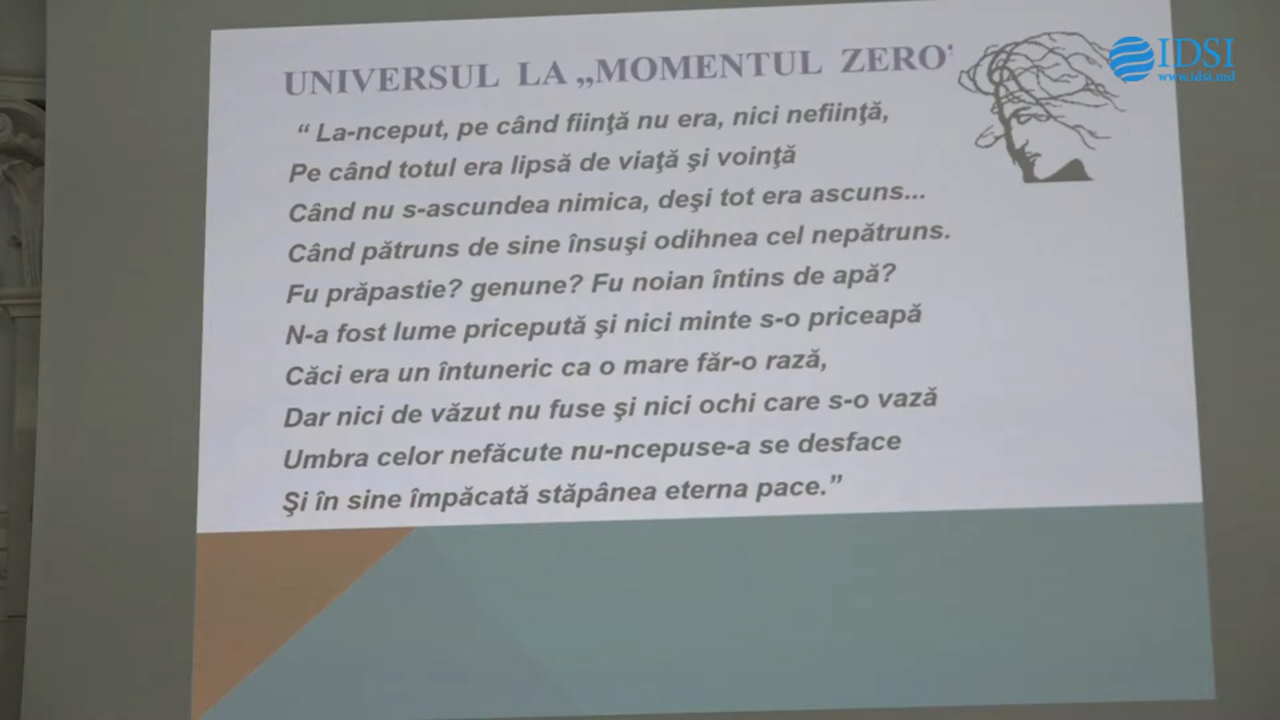 UNIVERSUL LA „MOMENTUL ZERO”
“ La-nceput, pe când fiinţă nu era, nici nefiinţă,
Pe când totul era lipsă de viaţă şi voinţă
Când nu s-ascundea nimica, deşi tot era ascuns...
Când pătruns de sine însuşi odihnea cel nepătruns.
Fu prăpastie? genune? Fu noian întins de apă?
N-a fost lume pricepută şi nici minte s-o priceapă
Căci era un întuneric ca o mare făr-o rază,
Dar nici de văzut nu fuse şi nici ochi care s-o vază
Umbra celor nefăcute nu-ncepuse-a se desface
Şi în sine împăcată stăpânea eterna pace.”
IDSI
www.idsi.md